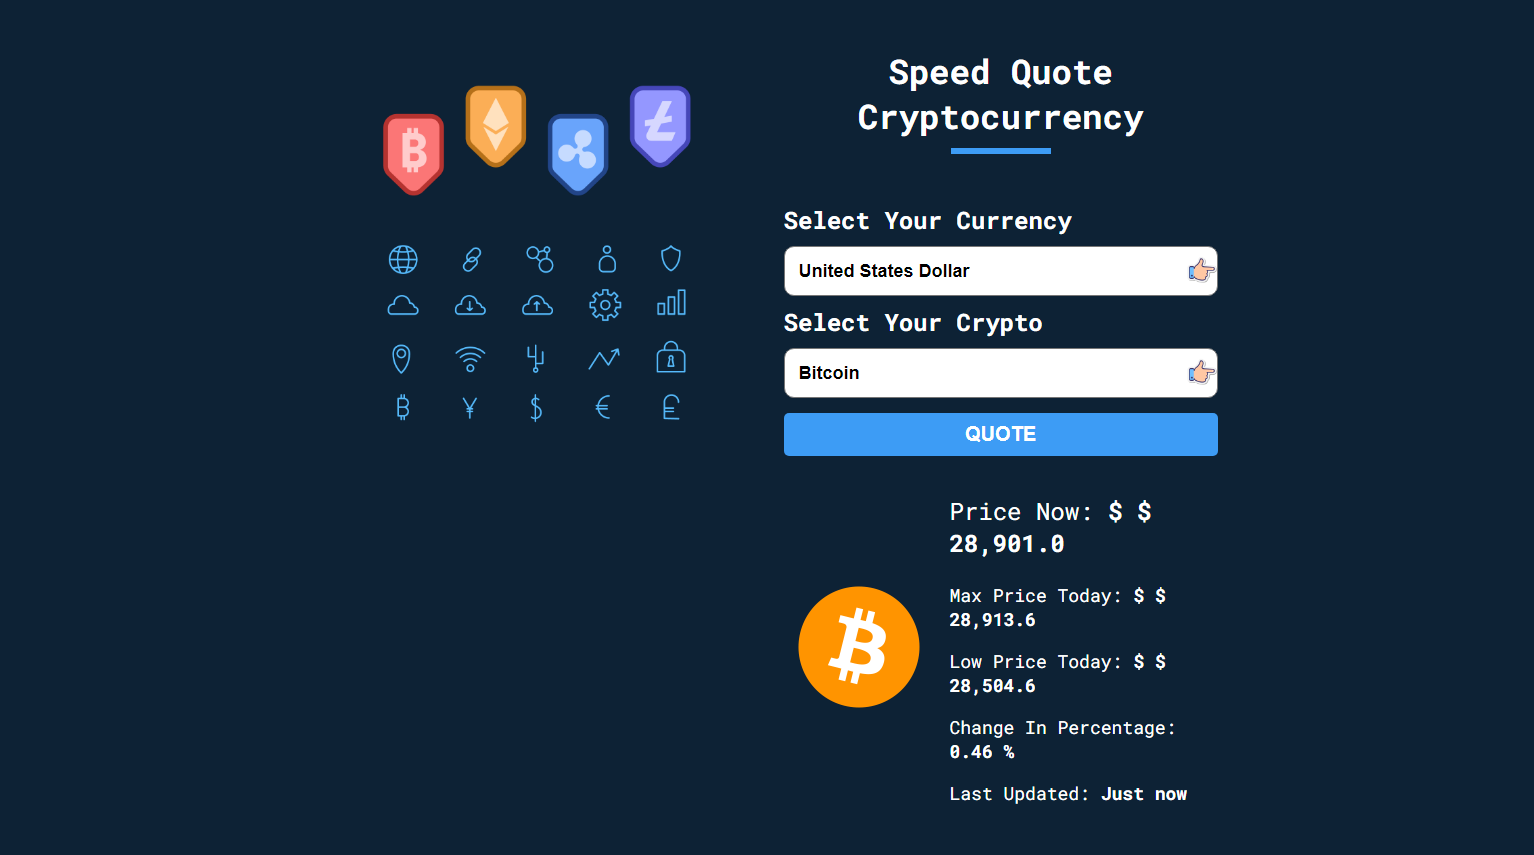 Speed Quote
Cryptocurrency
Select Your Currency
United States Dollar
Select Your Crypto
Bitcoin
QUOTE
Price Now: $ $
28,901.0
Max Price Today: $ $
28,913.6
Low Price Today: $ $
28,504.6
Change In Percentage:
0.46 %
Last Updated: Just now